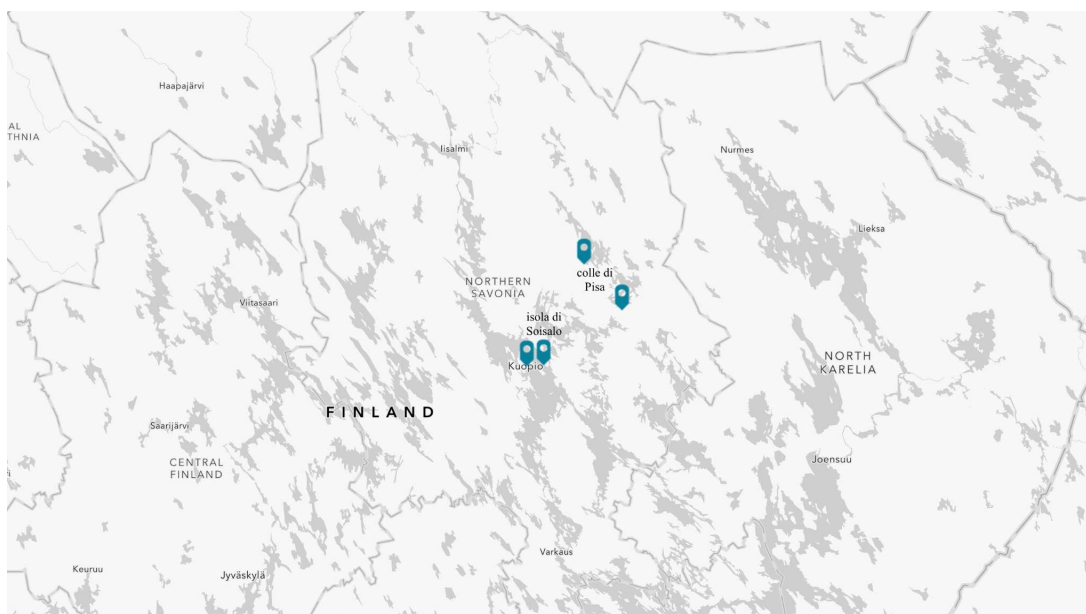 Haapajärvi
AL
THNIA
Iisalmi
Nurmes
Lieksa
colle di
Pisa
NORTHERN
SAVONIA
Viitasaari
isola di
Soisalo
Kuopio
NORTH
KARELIA
FINLAND
Saarijärvi
CENTRAL
FINLAND
Joensuu
Varkaus
Keuruu
Jyväskylä